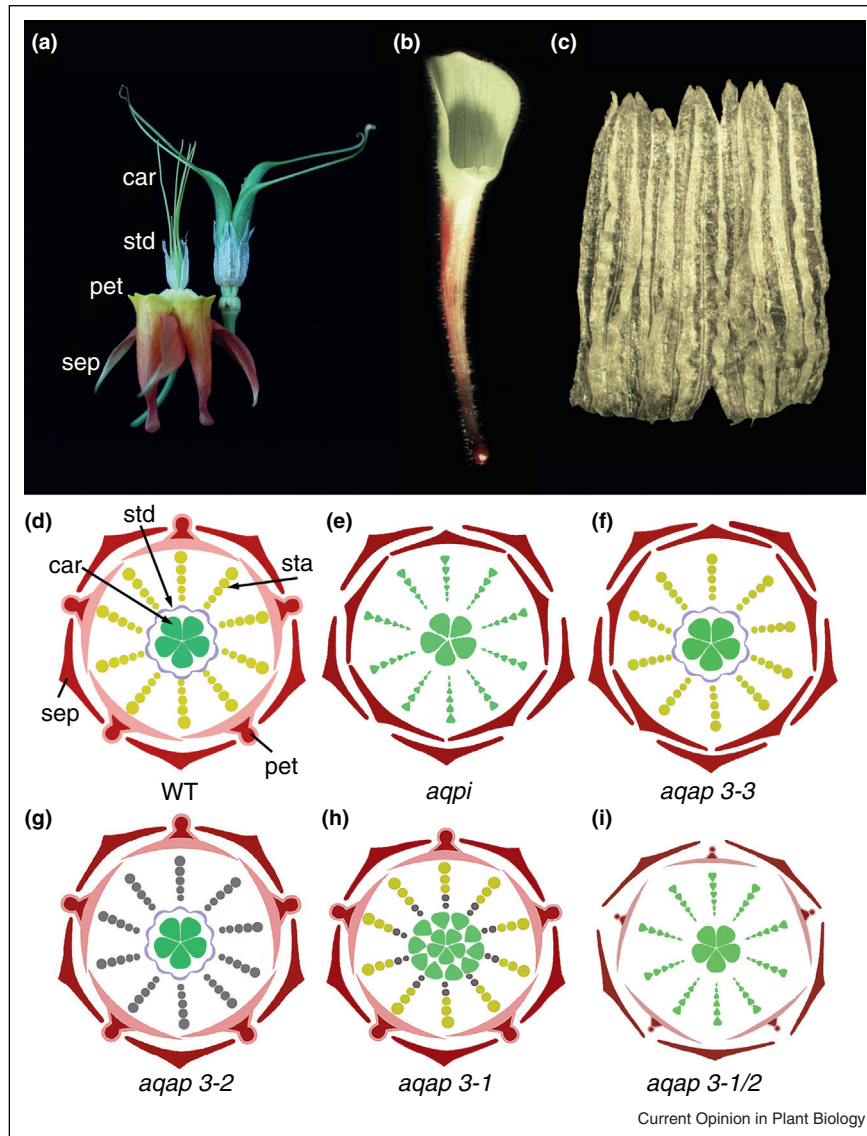 (a)
(b)
(c)
car
std
pet
sep
(d)
std
(e)
(f)
car
sta
sep
pet
WT
aqpi
aqap 3-3
(g)
(h)
(i)
aqap 3-2
aqap 3-1
aqap 3-1/2
Current Opinion in Plant Biology